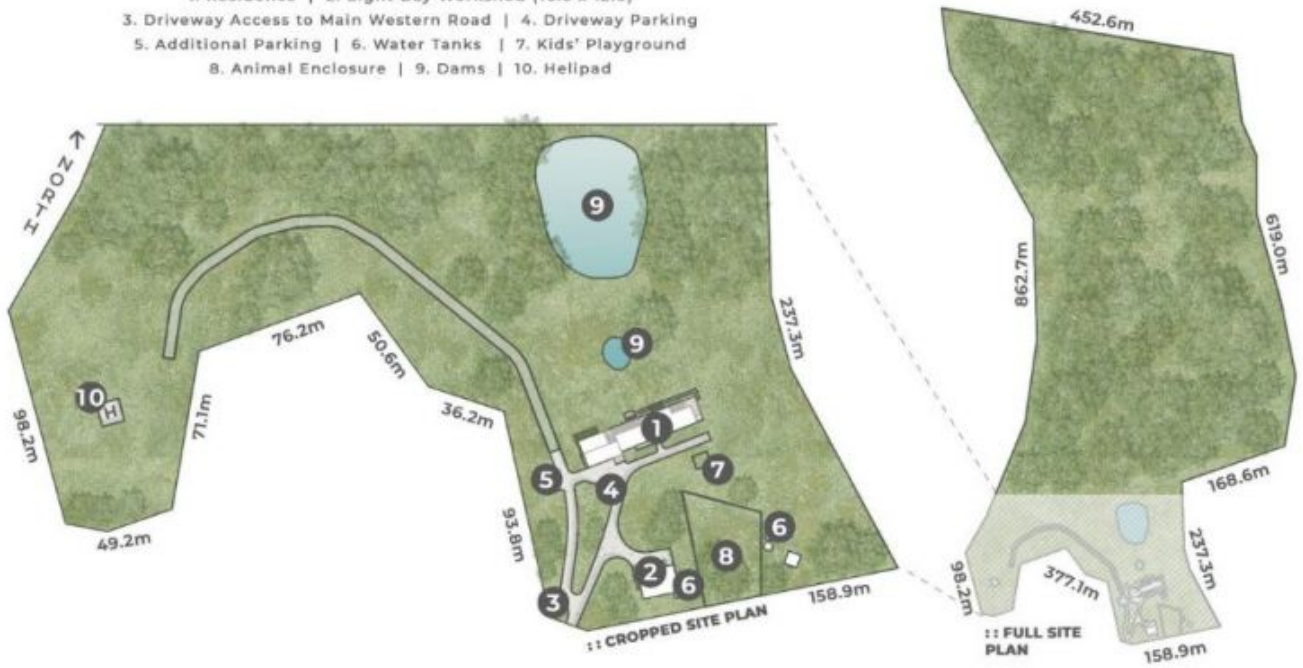 3. Driveway Access to Main Western Road | 4. Driveway Parking
5. Additional Parking | 6. Water Tanks | 7. Kids' Playground
8. Animal Enclosure | 9. Dams | 10. Helipad
NORTH
452.6m
9
862.7m
619.0m
76.2m
50.6m
237.3m
9
10
H
98.2m
71.1m
36.2m
1
5
4
7
168.6m
49.2m
93.8m
6
8
2
6
3
158.9m
:: CROPPED SITE PLAN
98.2m
377.1m
237.3m
:: FULL SITE
PLAN
158.9m